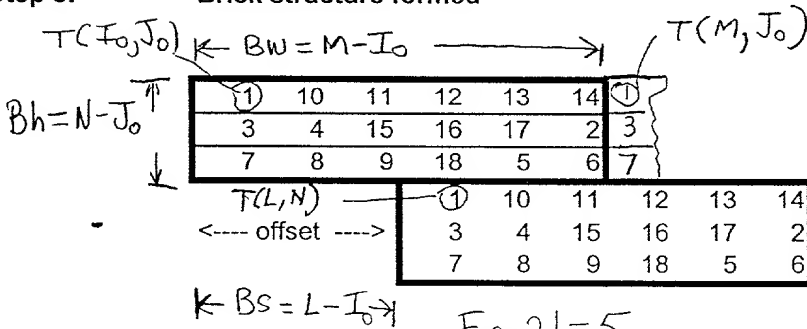 Brick structure formed
T(I₀,J₀) |← BW = M-I₀ →| T(M,J₀)
Bh=N-J₀
1 10 11 12 13 14 1
3 4 15 16 17 2 3
7 8 9 18 5 6 7
T(L,N) 1 10 11 12 13 14
<---- offset ----> 3 4 15 16 17 2
7 8 9 18 5 6
|← BS = L-I₀ →|